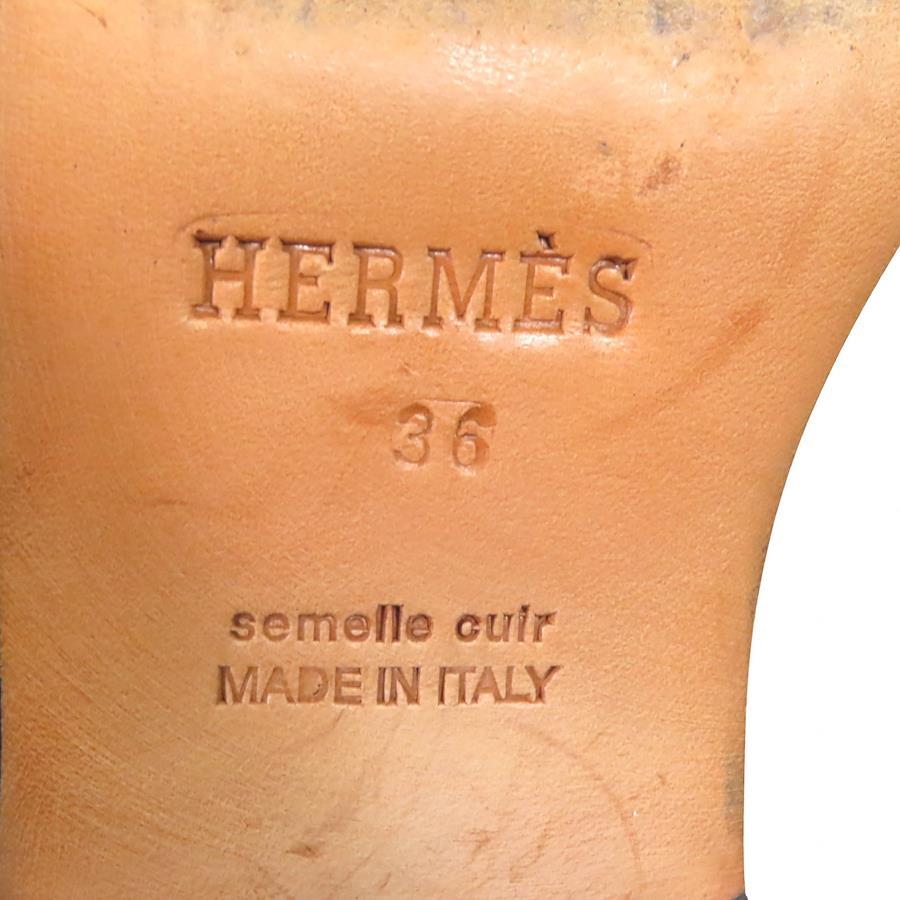 HERMÈS
36
semelle cuir
MADE IN ITALY